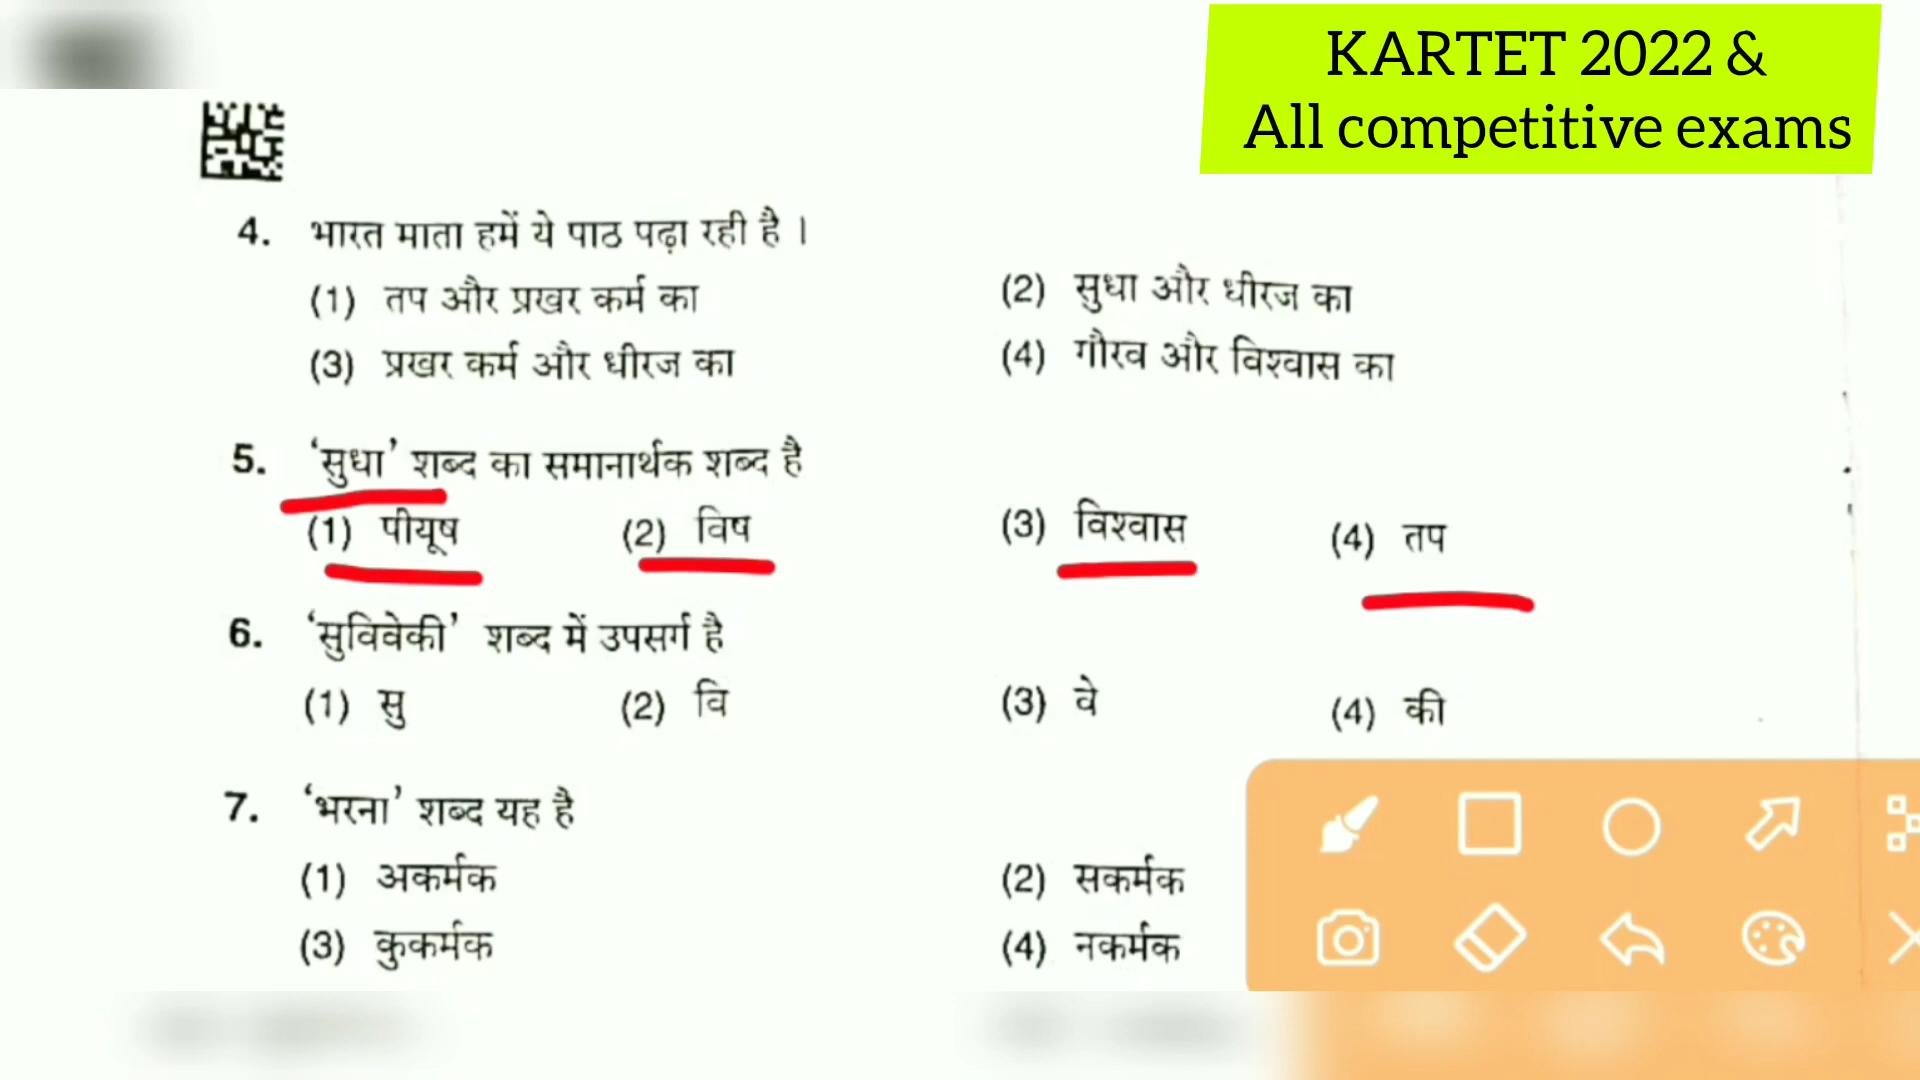 KARTET 2022 &
All competitive exams
4. भारत माता हमें ये पाठ पढ़ा रही है ।
(1) तप और प्रखर कर्म का (2) सुधा और धीरज का
(3) प्रखर कर्म और धीरज का (4) गौरव और विश्वास का
5. ‘सुधा’ शब्द का समानार्थक शब्द है
(1) पीयूष (2) विष (3) विश्वास (4) तप
6. ‘सुविवेकी’ शब्द में उपसर्ग है
(1) सु (2) वि (3) वे (4) की
7. ‘भरना’ शब्द यह है
(1) अकर्मक (2) सकर्मक
(3) कुकर्मक (4) नकर्मक